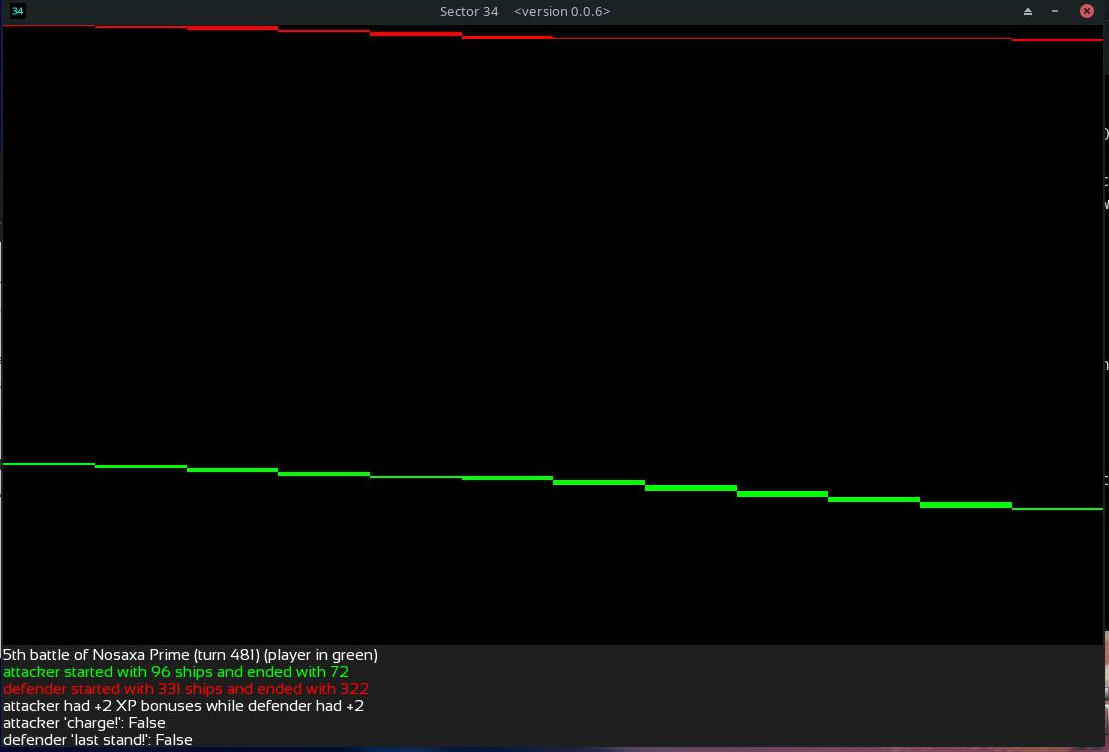 34 Sector 34 <version 0.0.6>
5th battle of Nosaxa Prime (turn 481) (player in green)
attacker started with 96 ships and ended with 72
defender started with 331 ships and ended with 322
attacker had +2 XP bonuses while defender had +2
attacker 'charge!': False
defender 'last stand!': False